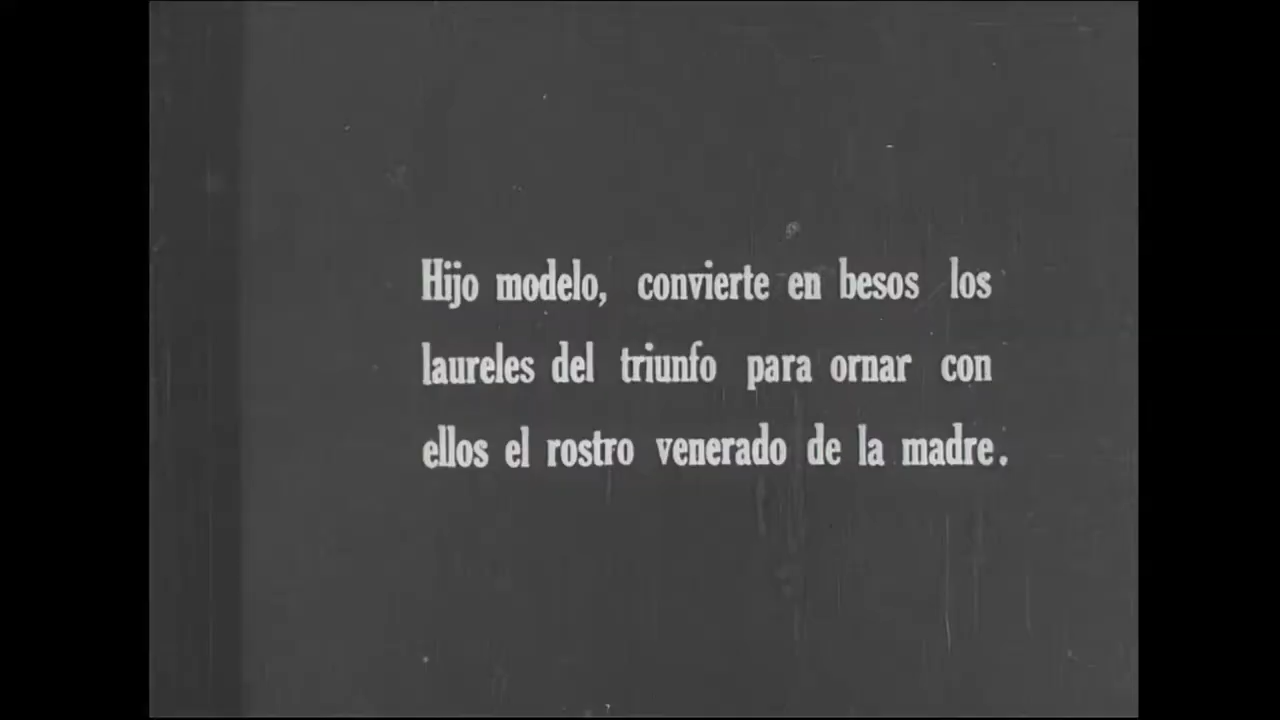 Hijo modelo, convierte en besos los
laureles del triunfo para ornar con
ellos el rostro venerado de la madre.